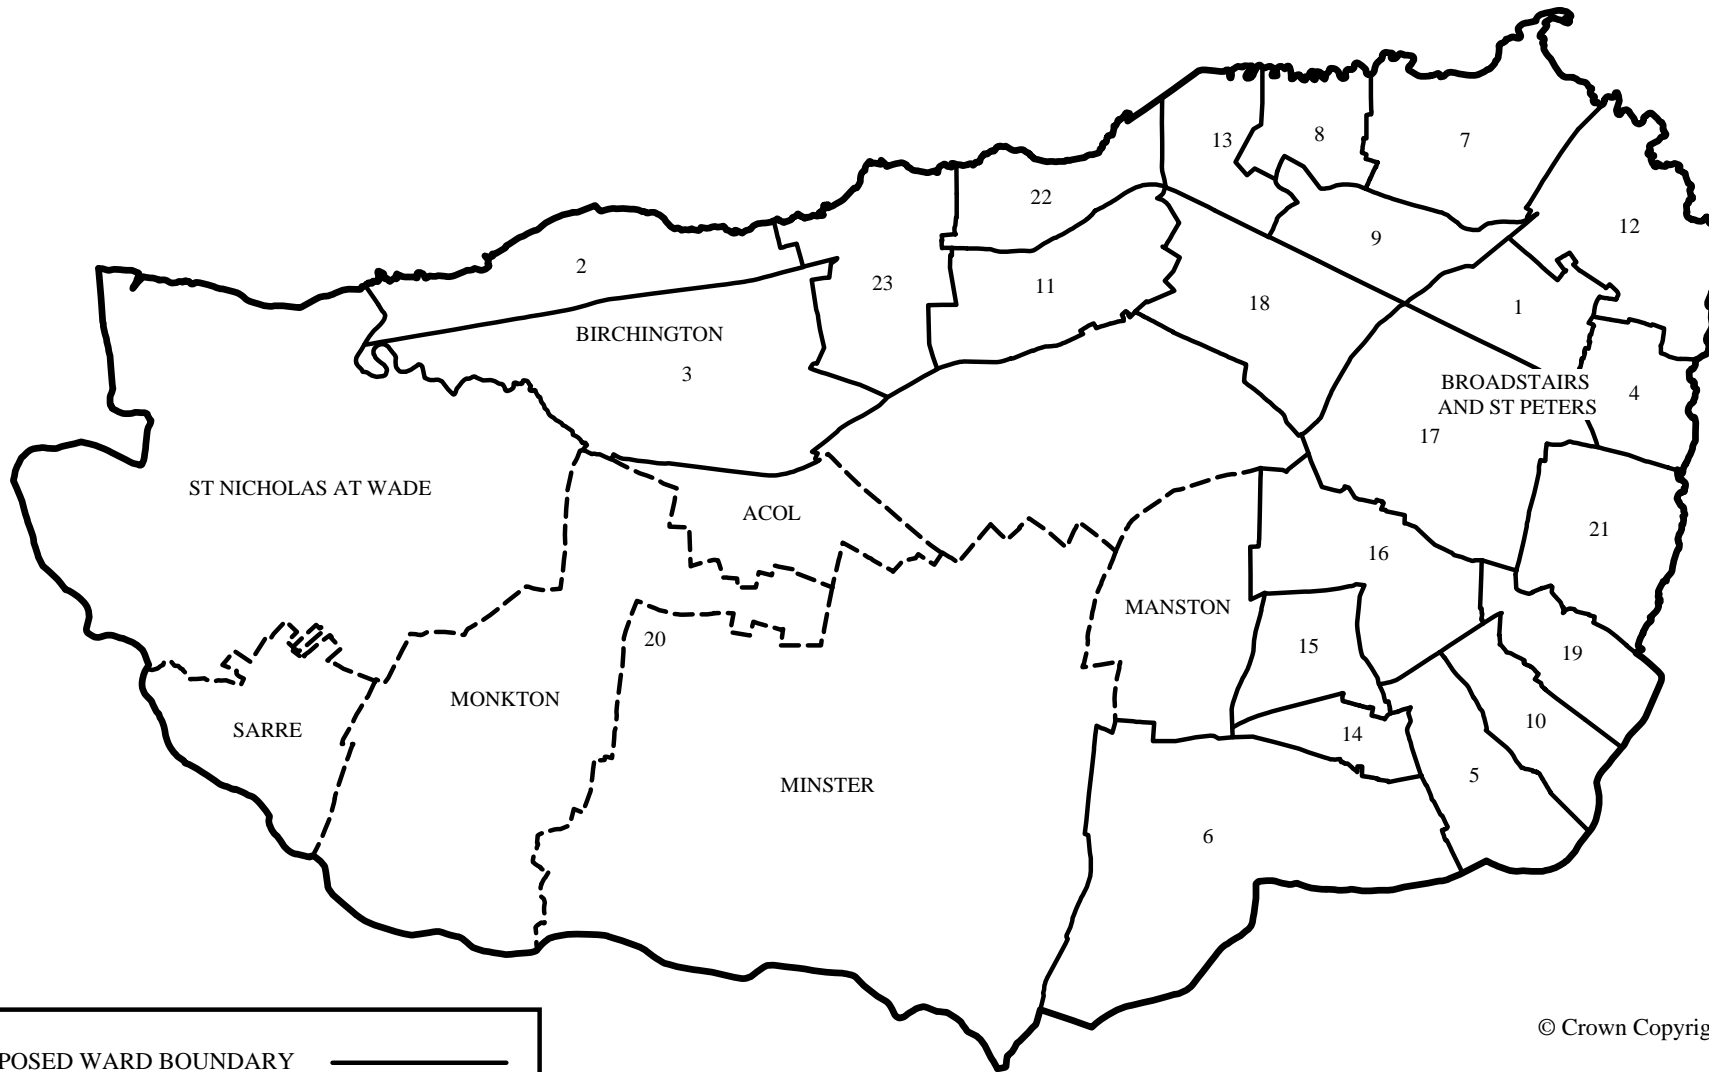 13
8
7
22
12
9
2
23
11
18
1
BIRCHINGTON
3
BROADSTAIRS
AND ST PETERS
4
17
ST NICHOLAS AT WADE
ACOL
21
16
MANSTON
20
15
19
MONKTON
SARRE
10
14
5
MINSTER
6
© Crown Copyrig
POSED WARD BOUNDARY